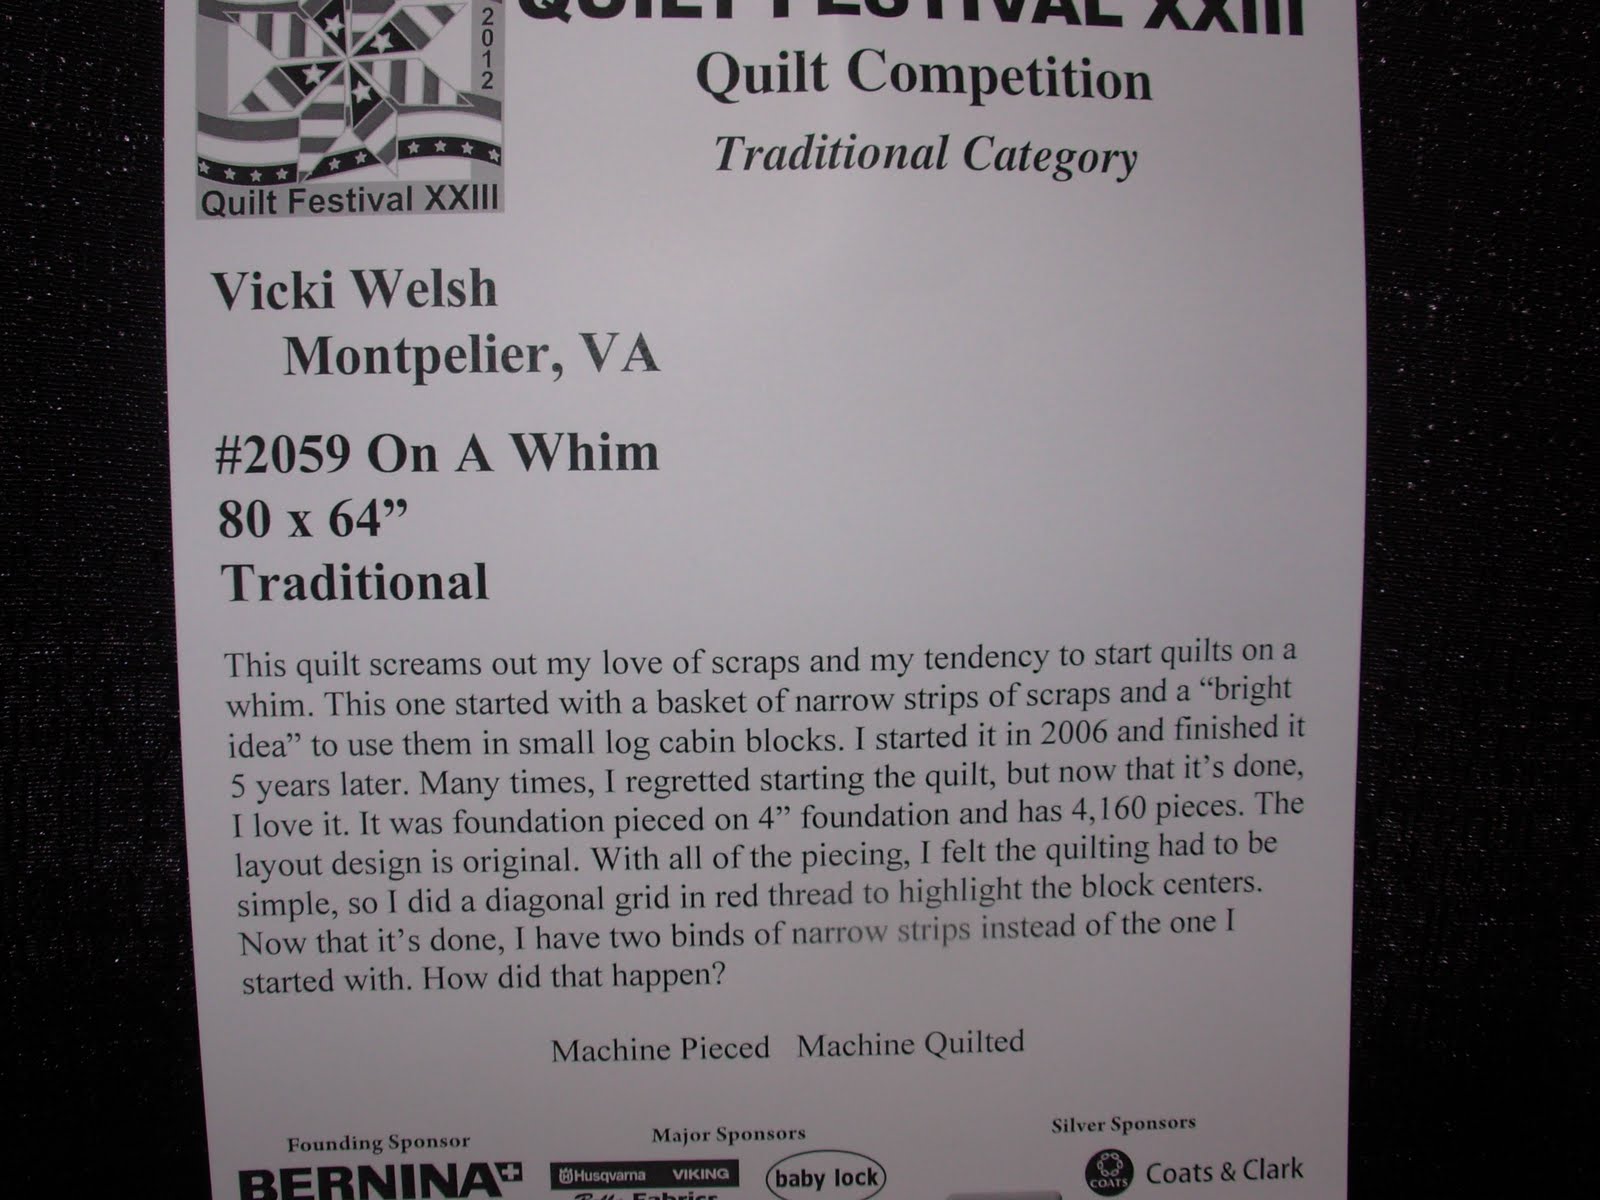 QUILT FESTIVAL XXIII
2012
Quilt Competition
Traditional Category
Quilt Festival XXIII
Vicki Welsh
Montpelier, VA
#2059 On A Whim
80 x 64”
Traditional
This quilt screams out my love of scraps and my tendency to start quilts on a
whim. This one started with a basket of narrow strips of scraps and a “bright
idea” to use them in small log cabin blocks. I started it in 2006 and finished it
5 years later. Many times, I regretted starting the quilt, but now that it’s done,
I love it. It was foundation pieced on 4” foundation and has 4,160 pieces. The
layout design is original. With all of the piecing, I felt the quilting had to be
simple, so I did a diagonal grid in red thread to highlight the block centers.
Now that it’s done, I have two binds of narrow strips instead of the one I
started with. How did that happen?
Machine Pieced Machine Quilted
Founding Sponsor Major Sponsors Silver Sponsors
BERNINA Husqvarna VIKING baby lock COATS Coats & Clark
Fabrics